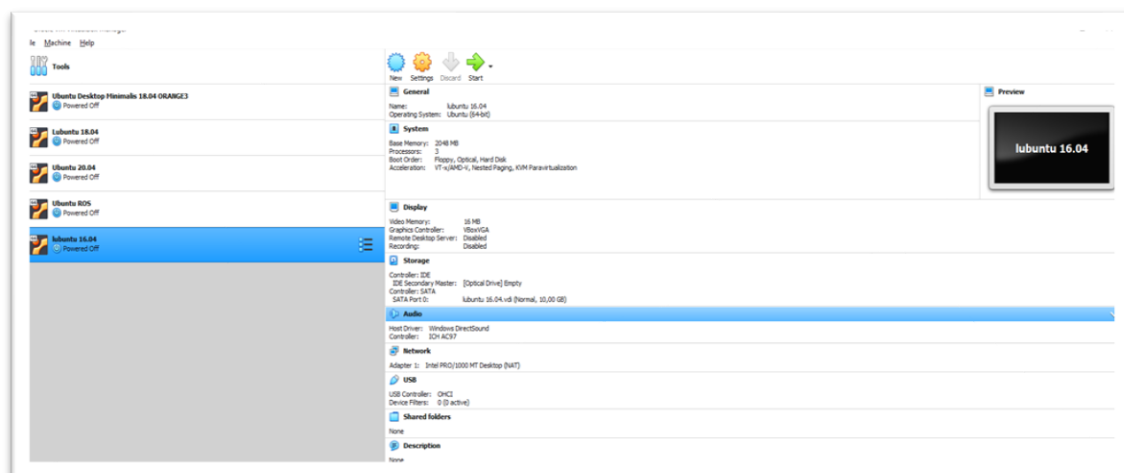 le Machine Help
Tools
Ubuntu Desktop Minimalis 18.04 ORANGE3
Powered Off
Lubuntu 18.04
Powered Off
Ubuntu 20.04
Powered Off
Ubuntu ROS
Powered Off
lubuntu 16.04
Powered Off
New Settings Discard Start
General
Name: lubuntu 16.04
Operating System: Ubuntu (64-bit)
System
Base Memory: 2048 MB
Processors: 3
Boot Order: Floppy, Optical, Hard Disk
Acceleration: VT-x/AMD-V, Nested Paging, KVM Paravirtualization
Preview
lubuntu 16.04
Display
Video Memory: 16 MB
Graphics Controller: VBoxVGA
Remote Desktop Server: Disabled
Recording: Disabled
Storage
Controller: IDE
IDE Secondary Master: [Optical Drive] Empty
Controller: SATA
SATA Port 0: lubuntu 16.04.vdi (Normal, 10,00 GB)
Audio
Host Driver: Windows DirectSound
Controller: ICH AC97
Network
Adapter 1: Intel PRO/1000 MT Desktop (NAT)
USB
USB Controller: OHCI
Device Filters: 0 (0 active)
Shared folders
None
Description
None